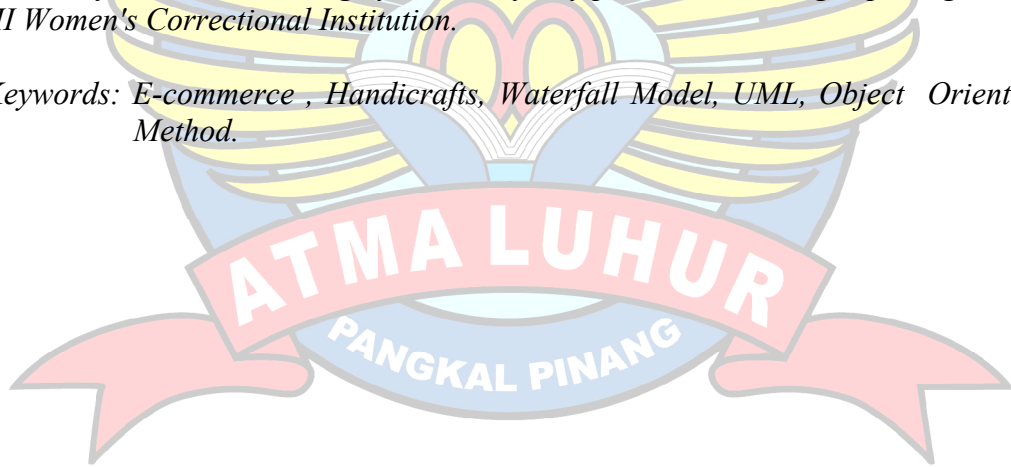 II Women's Correctional Institution.
Keywords: E-commerce , Handicrafts, Waterfall Model, UML, Object Orient
Method.
ATMA LUHUR
PANGKAL PINANG